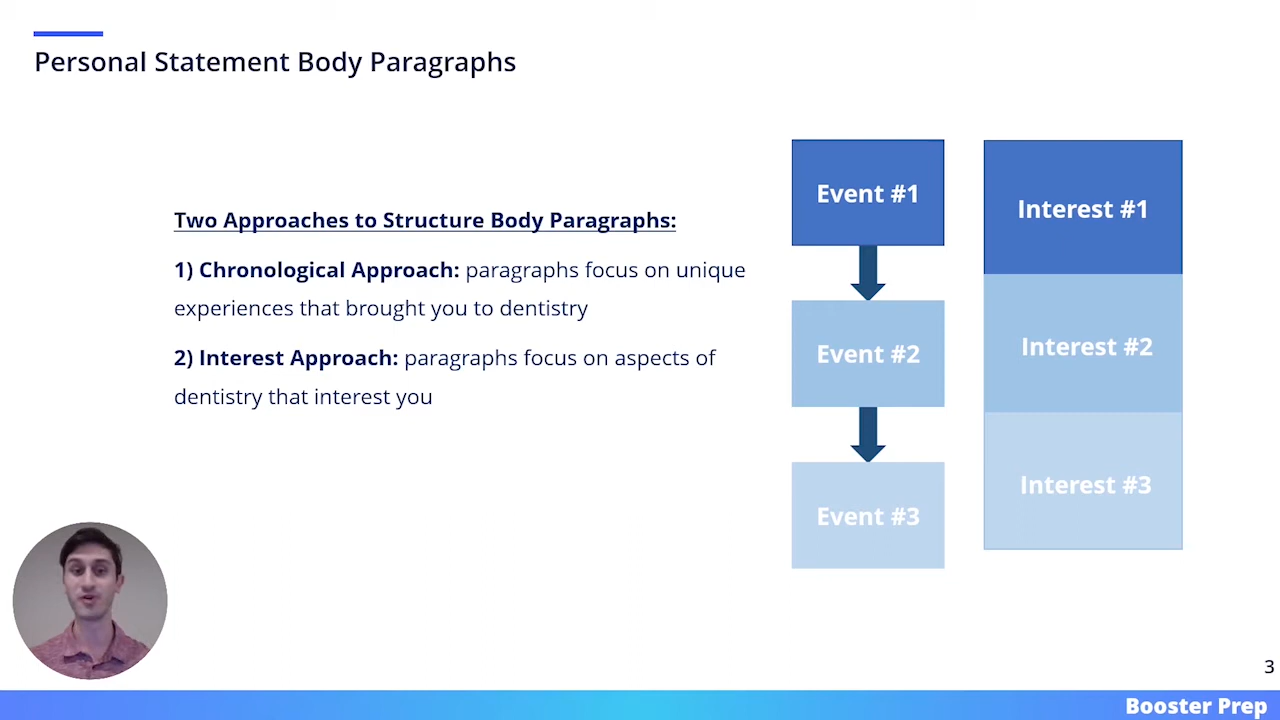 Personal Statement Body Paragraphs
Two Approaches to Structure Body Paragraphs:
1) Chronological Approach: paragraphs focus on unique
experiences that brought you to dentistry
2) Interest Approach: paragraphs focus on aspects of
dentistry that interest you
Event #1
Event #2
Event #3
Interest #1
Interest #2
Interest #3
3
Booster Prep